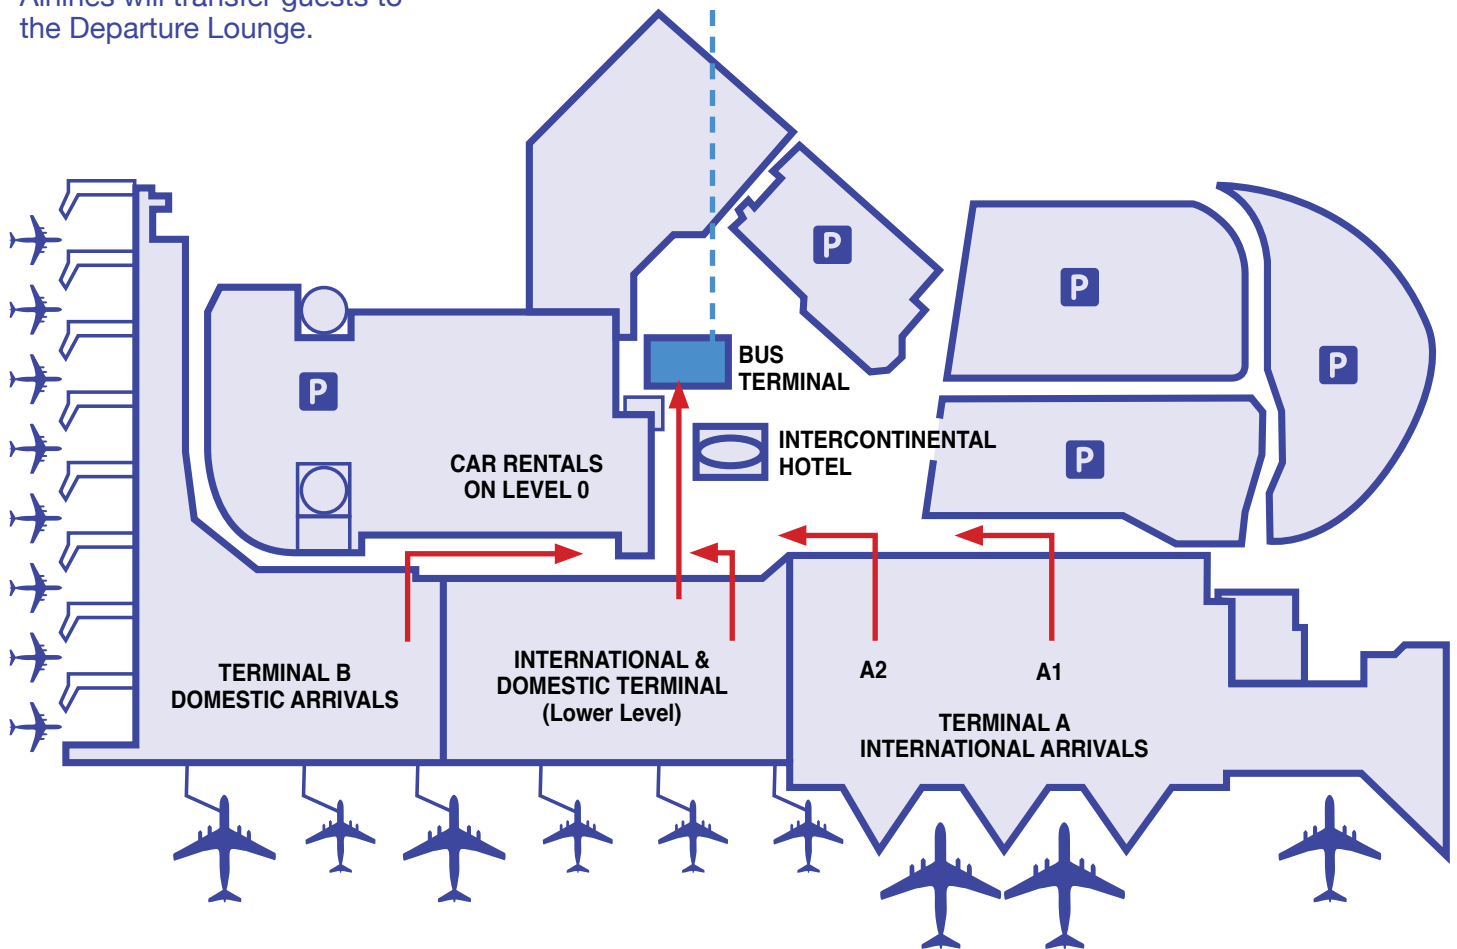 the Departure Lounge.
P
P
P
BUS
TERMINAL
P
P
INTERCONTINENTAL
HOTEL
CAR RENTALS
ON LEVEL 0
TERMINAL B
DOMESTIC ARRIVALS
INTERNATIONAL &
DOMESTIC TERMINAL
(Lower Level)
A2
A1
TERMINAL A
INTERNATIONAL ARRIVALS